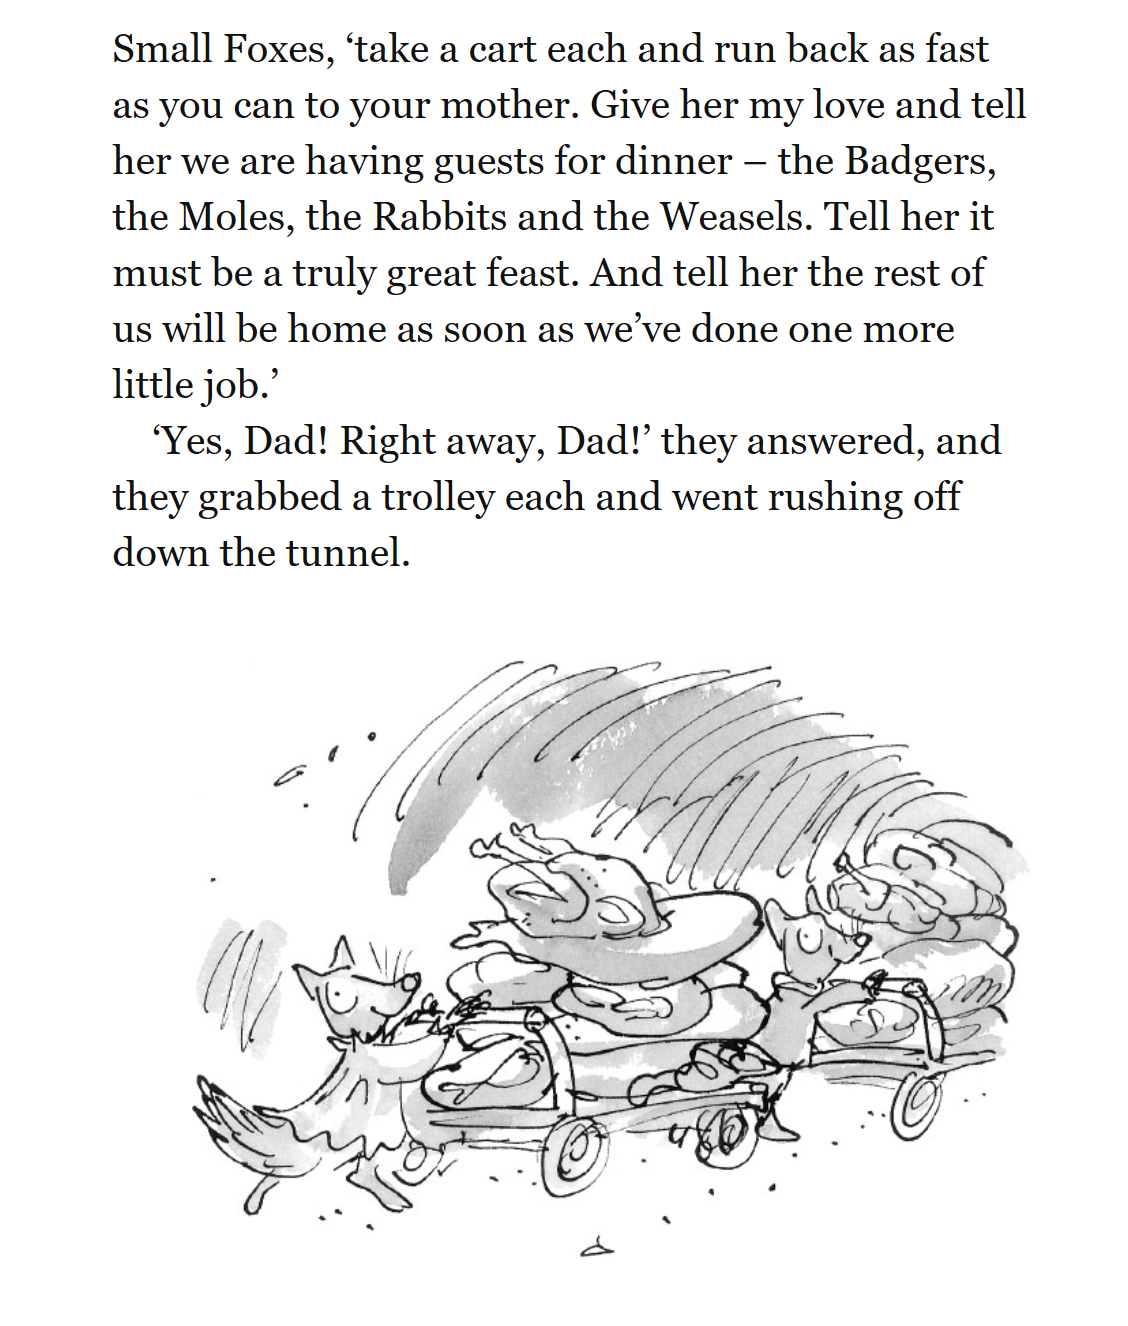 Small Foxes, ‘take a cart each and run back as fast
as you can to your mother. Give her my love and tell
her we are having guests for dinner – the Badgers,
the Moles, the Rabbits and the Weasels. Tell her it
must be a truly great feast. And tell her the rest of
us will be home as soon as we’ve done one more
little job.’
‘Yes, Dad! Right away, Dad!’ they answered, and
they grabbed a trolley each and went rushing off
down the tunnel.